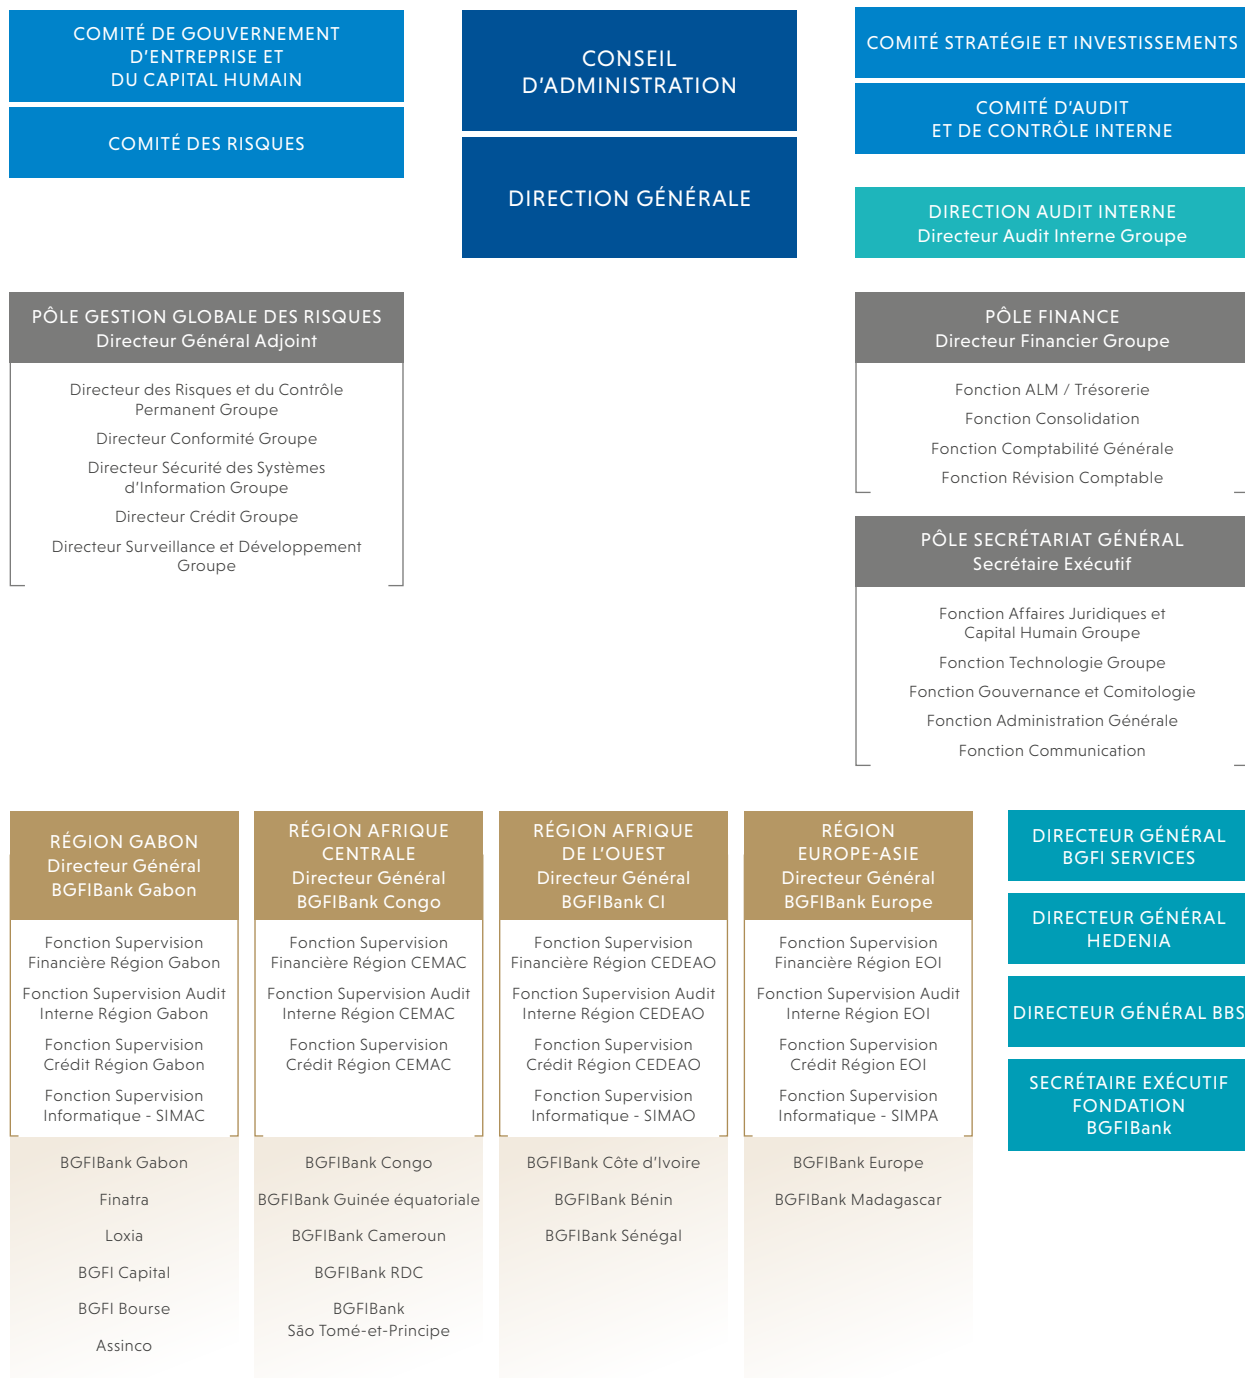 COMITÉ DE GOUVERNEMENT
D'ENTREPRISE ET
DU CAPITAL HUMAIN
COMITÉ DES RISQUES
CONSEIL
D'ADMINISTRATION
DIRECTION GÉNÉRALE
COMITÉ STRATÉGIE ET INVESTISSEMENTS
COMITÉ D'AUDIT
ET DE CONTRÔLE INTERNE
DIRECTION AUDIT INTERNE
Directeur Audit Interne Groupe
PÔLE GESTION GLOBALE DES RISQUES
Directeur Général Adjoint
Directeur des Risques et du Contrôle
Permanent Groupe
Directeur Conformité Groupe
Directeur Sécurité des Systèmes
d'Information Groupe
Directeur Crédit Groupe
Directeur Surveillance et Développement
Groupe
PÔLE FINANCE
Directeur Financier Groupe
Fonction ALM / Trésorerie
Fonction Consolidation
Fonction Comptabilité Générale
Fonction Révision Comptable
PÔLE SECRÉTARIAT GÉNÉRAL
Secrétaire Exécutif
Fonction Affaires Juridiques et
Capital Humain Groupe
Fonction Technologie Groupe
Fonction Gouvernance et Comitologie
Fonction Administration Générale
Fonction Communication
RÉGION GABON
Directeur Général
BGFIBank Gabon
Fonction Supervision
Financière Région Gabon
Fonction Supervision Audit
Interne Région Gabon
Fonction Supervision
Crédit Région Gabon
Fonction Supervision
Informatique - SIMAC
BGFIBank Gabon
Finatra
Loxia
BGFI Capital
BGFI Bourse
Assinco
RÉGION AFRIQUE
CENTRALE
Directeur Général
BGFIBank Congo
Fonction Supervision
Financière Région CEMAC
Fonction Supervision Audit
Interne Région CEMAC
Fonction Supervision
Crédit Région CEMAC
BGFIBank Congo
BGFIBank Guinée équatoriale
BGFIBank Cameroun
BGFIBank RDC
BGFIBank
São Tomé-et-Principe
RÉGION AFRIQUE
DE L'OUEST
Directeur Général
BGFIBank CI
Fonction Supervision
Financière Région CEDEAO
Fonction Supervision Audit
Interne Région CEDEAO
Fonction Supervision
Crédit Région CEDEAO
Fonction Supervision
Informatique - SIMAO
BGFIBank Côte d'Ivoire
BGFIBank Bénin
BGFIBank Sénégal
RÉGION
EUROPE-ASIE
Directeur Général
BGFIBank Europe
Fonction Supervision
Financière Région EOI
Fonction Supervision Audit
Interne Région EOI
Fonction Supervision
Crédit Région EOI
Fonction Supervision
Informatique - SIMPA
BGFIBank Europe
BGFIBank Madagascar
DIRECTEUR GÉNÉRAL
BGFI SERVICES
DIRECTEUR GÉNÉRAL
HEDENIA
DIRECTEUR GÉNÉRAL BBS
SECRÉTAIRE EXÉCUTIF
FONDATION
BGFIBank